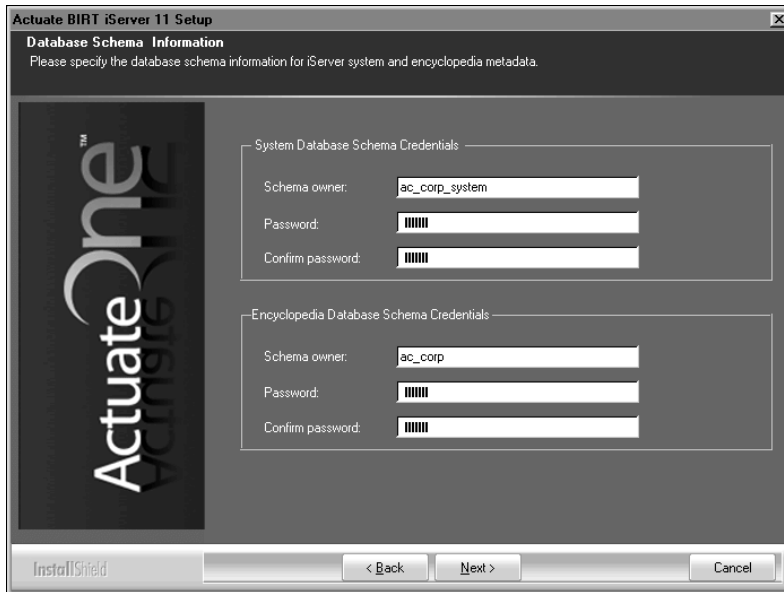 Actuate BIRT iServer 11 Setup
Database Schema Information
Please specify the database schema information for iServer system and encyclopedia metadata.
ActuateOne™
System Database Schema Credentials
Schema owner: ac_corp_system
Password:
Confirm password:
Encyclopedia Database Schema Credentials
Schema owner: ac_corp
Password:
Confirm password:
InstallShield
< Back
Next >
Cancel